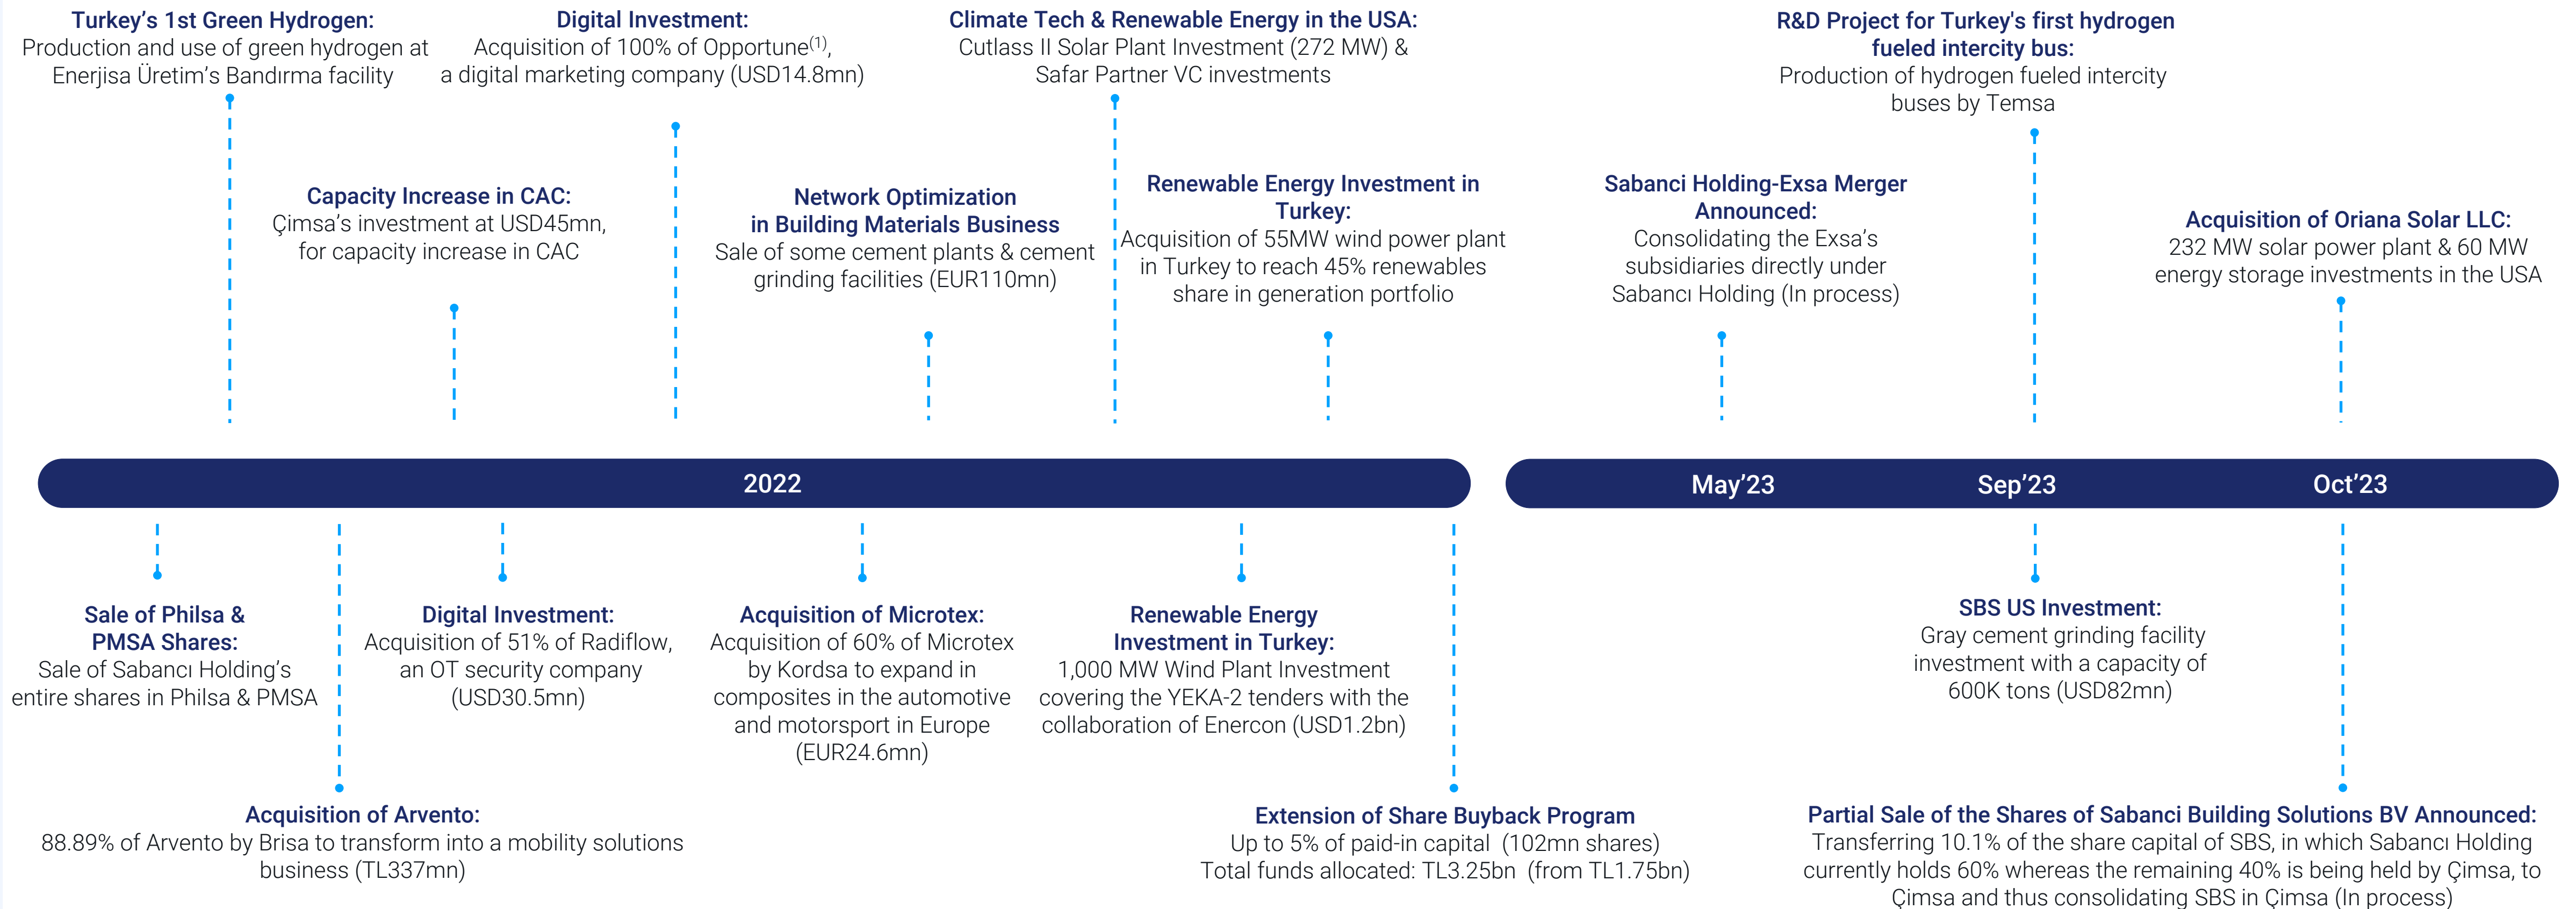 Turkey’s 1st Green Hydrogen:
Production and use of green hydrogen at
Enerjisa Üretim’s Bandırma facility
Digital Investment:
Acquisition of 100% of Opportune(1),
a digital marketing company (USD14.8mn)
Climate Tech & Renewable Energy in the USA:
Cutlass II Solar Plant Investment (272 MW) &
Safar Partner VC investments
R&D Project for Turkey's first hydrogen
fueled intercity bus:
Production of hydrogen fueled intercity
buses by Temsa
Capacity Increase in CAC:
Çimsa’s investment at USD45mn,
for capacity increase in CAC
Network Optimization
in Building Materials Business
Sale of some cement plants & cement
grinding facilities (EUR110mn)
Renewable Energy Investment in
Turkey:
Acquisition of 55MW wind power plant
in Turkey to reach 45% renewables
share in generation portfolio
Sabanci Holding-Exsa Merger
Announced:
Consolidating the Exsa’s
subsidiaries directly under
Sabancı Holding (In process)
Acquisition of Oriana Solar LLC:
232 MW solar power plant & 60 MW
energy storage investments in the USA
2022
May’23
Sep’23
Oct’23
Sale of Philsa &
PMSA Shares:
Sale of Sabancı Holding’s
entire shares in Philsa & PMSA
Digital Investment:
Acquisition of 51% of Radiflow,
an OT security company
(USD30.5mn)
Acquisition of Microtex:
Acquisition of 60% of Microtex
by Kordsa to expand in
composites in the automotive
and motorsport in Europe
(EUR24.6mn)
Renewable Energy
Investment in Turkey:
1,000 MW Wind Plant Investment
covering the YEKA-2 tenders with the
collaboration of Enercon (USD1.2bn)
SBS US Investment:
Gray cement grinding facility
investment with a capacity of
600K tons (USD82mn)
Acquisition of Arvento:
88.89% of Arvento by Brisa to transform into a mobility solutions
business (TL337mn)
Extension of Share Buyback Program
Up to 5% of paid-in capital (102mn shares)
Total funds allocated: TL3.25bn (from TL1.75bn)
Partial Sale of the Shares of Sabanci Building Solutions BV Announced:
Transferring 10.1% of the share capital of SBS, in which Sabancı Holding
currently holds 60% whereas the remaining 40% is being held by Çimsa, to
Çimsa and thus consolidating SBS in Çimsa (In process)